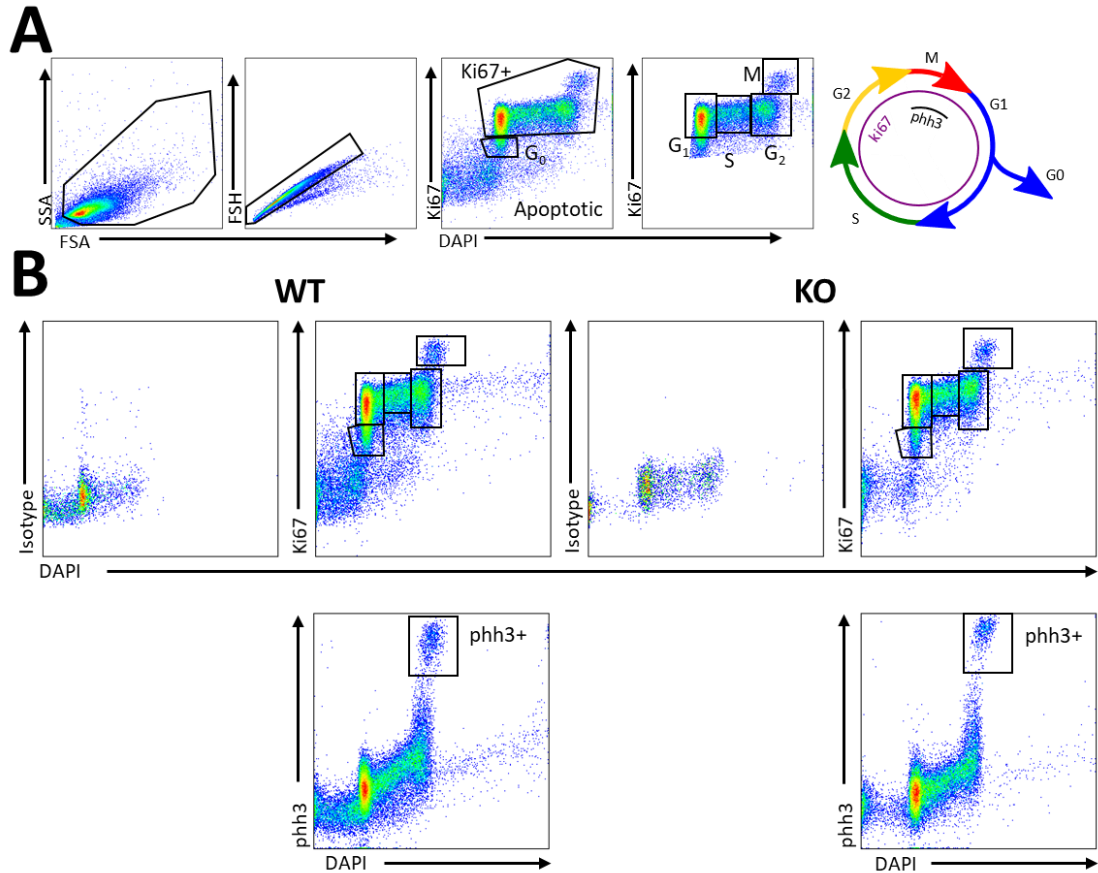 A
SSA
FSA
FSH
Ki67
Ki67+
G0
Apoptotic
DAPI
Ki67
M
G1
S
G2
M
G2
G1
ki67
phh3
G0
S
B
WT
KO
Isotype
Ki67
Isotype
Ki67
DAPI
phh3
phh3+
DAPI
phh3
phh3+
DAPI